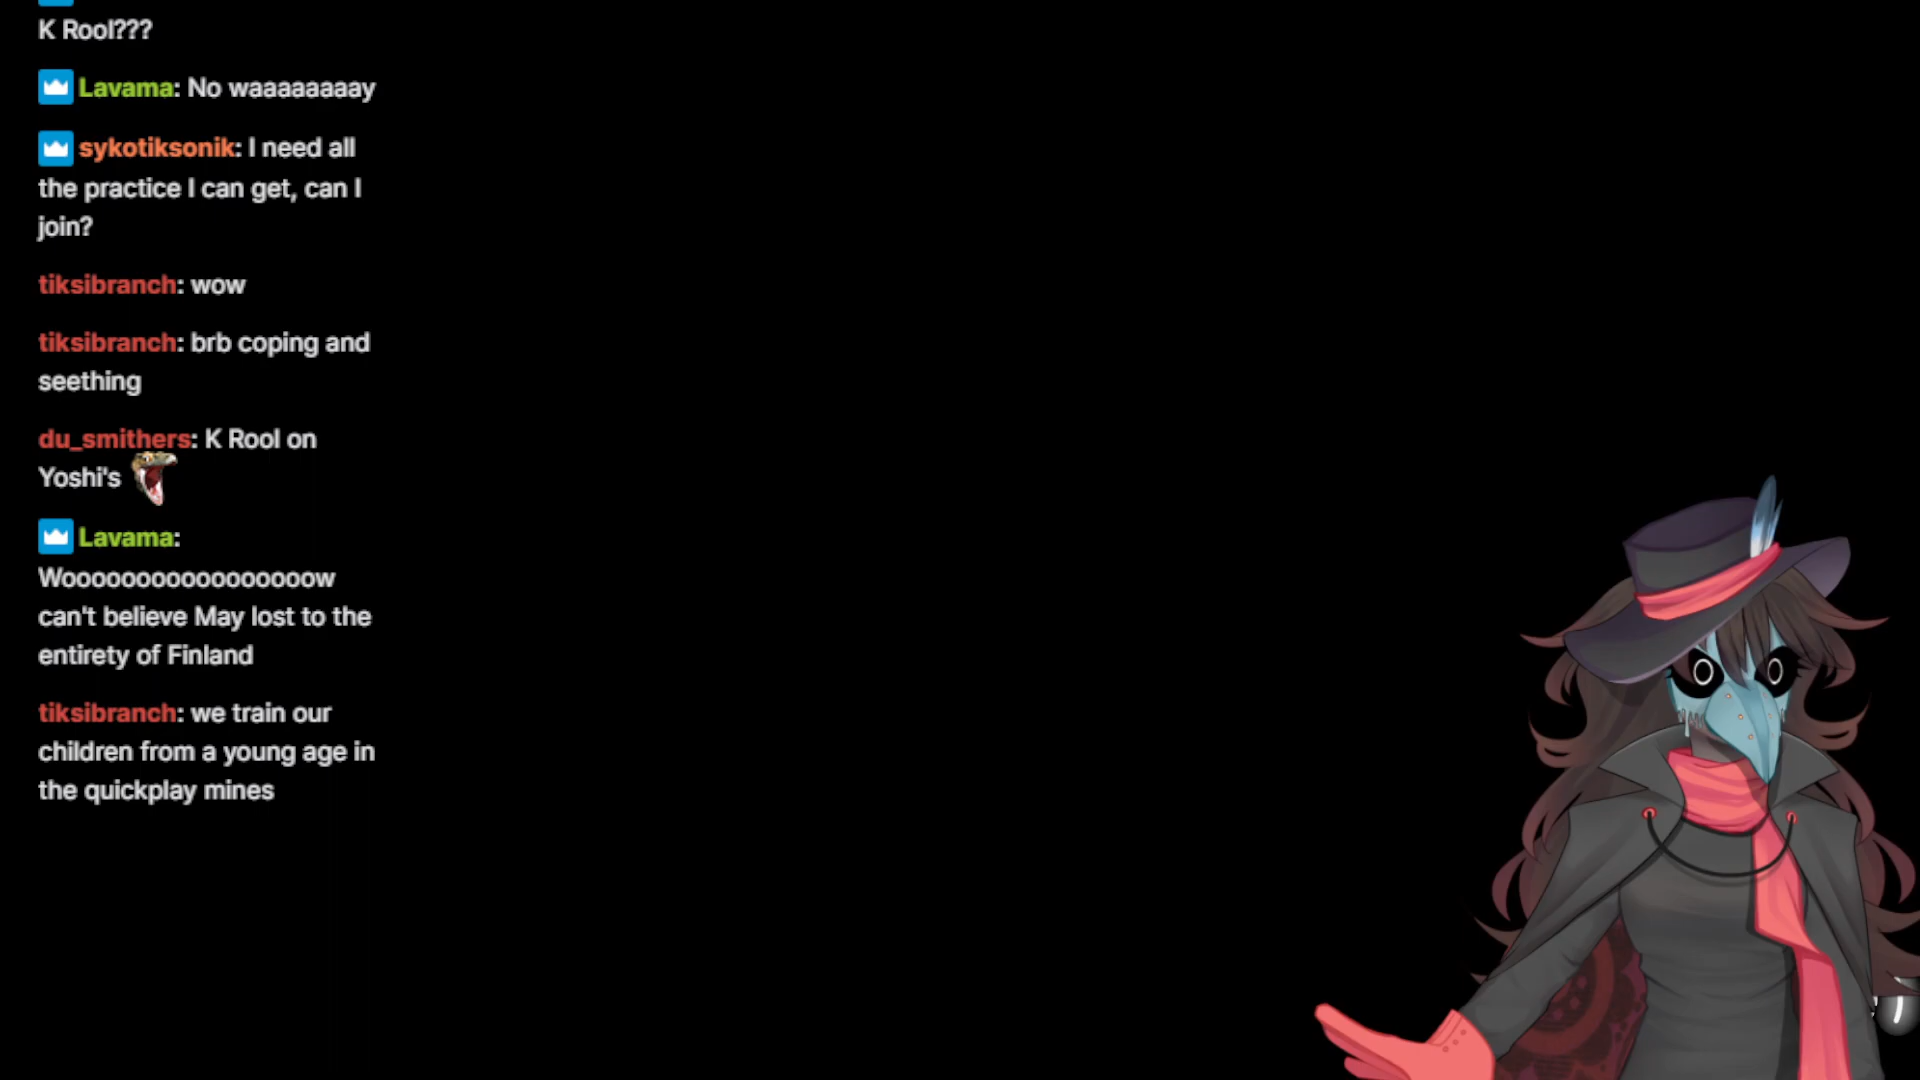 K Rool???
Lavama: No waaaaaaaay
sykotiksonik: I need all
the practice I can get, can I
join?
tiksibranch: wow
tiksibranch: brb coping and
seething
du_smithers: K Rool on
Yoshi's
Lavama:
Wooooooooooooooooow
can't believe May lost to the
entirety of Finland
tiksibranch: we train our
children from a young age in
the quickplay mines